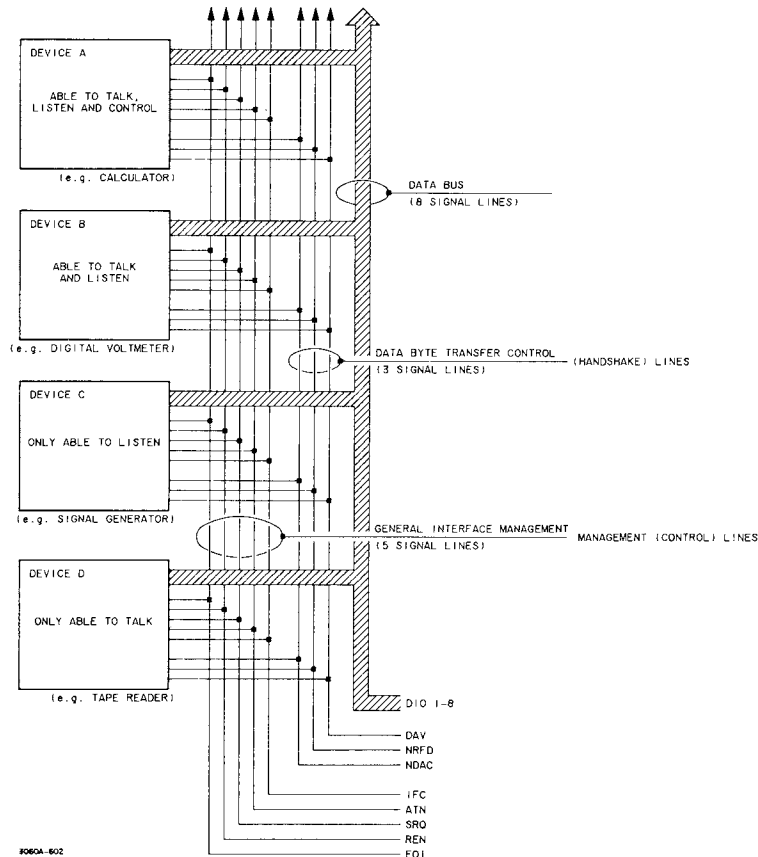 DEVICE A
ABLE TO TALK,
LISTEN AND CONTROL
(e.g. CALCULATOR)
DATA BUS
(8 SIGNAL LINES)
DEVICE B
ABLE TO TALK
AND LISTEN
(e.g. DIGITAL VOLTMETER)
DATA BYTE TRANSFER CONTROL
(3 SIGNAL LINES)
(HANDSHAKE) LINES
DEVICE C
ONLY ABLE TO LISTEN
(e.g. SIGNAL GENERATOR)
GENERAL INTERFACE MANAGEMENT
(5 SIGNAL LINES)
MANAGEMENT (CONTROL) LINES
DEVICE D
ONLY ABLE TO TALK
(e.g. TAPE READER)
DIO 1-8
DAV
NRFD
NDAC
IFC
ATN
SRQ
REN
EOI
3060A-602